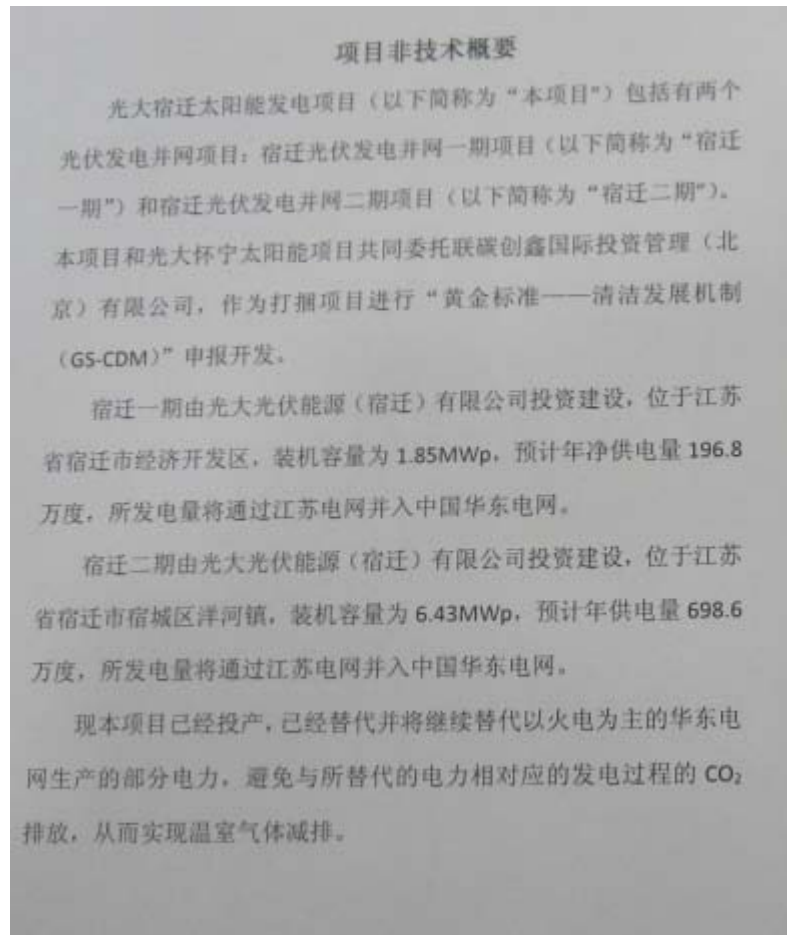 项目非技术概要
光大宿迁太阳能发电项目（以下简称为“本项目”）包括有两个
光伏发电并网项目：宿迁光伏发电并网一期项目（以下简称为“宿迁
一期”）和宿迁光伏发电并网二期项目（以下简称为“宿迁二期”）。
本项目和光大怀宁太阳能项目共同委托联碳创鑫国际投资管理（北
京）有限公司，作为打捆项目进行“黄金标准——清洁发展机制
（GS-CDM）”申报开发。
宿迁一期由光大光伏能源（宿迁）有限公司投资建设，位于江苏
省宿迁市经济开发区，装机容量为 1.85MWp，预计年净供电量 196.8
万度，所发电量将通过江苏电网并入中国华东电网。
宿迁二期由光大光伏能源（宿迁）有限公司投资建设，位于江苏
省宿迁市宿城区洋河镇，装机容量为 6.43MWp，预计年供电量 698.6
万度，所发电量将通过江苏电网并入中国华东电网。
现本项目已经投产，已经替代并将继续替代以火电为主的华东电
网生产的部分电力，避免与所替代的电力相对应的发电过程的 CO₂
排放，从而实现温室气体减排。